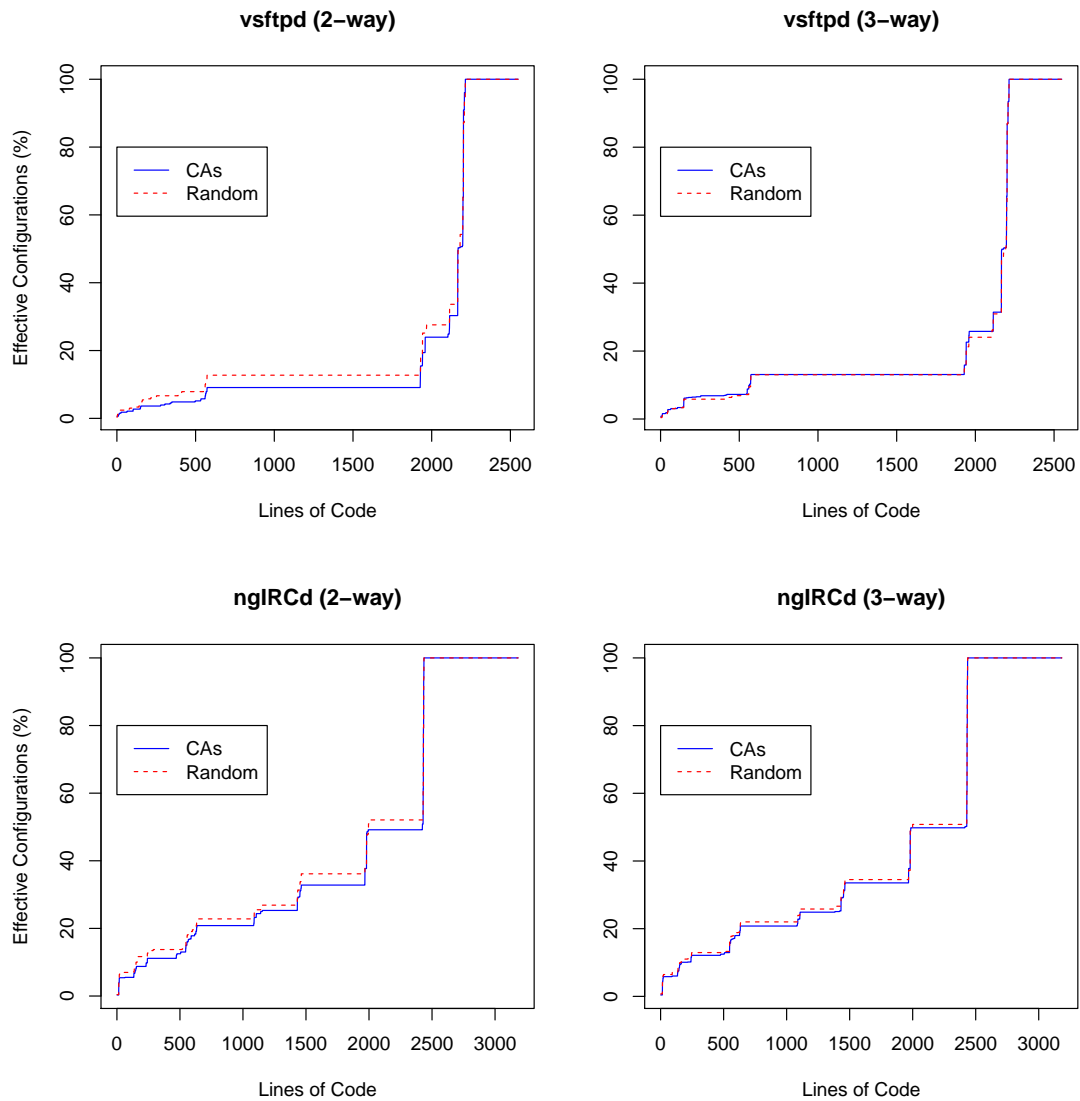 vsftpd (2−way)
Effective Configurations (%)
0 20 40 60 80 100
CAs
Random
0 500 1000 1500 2000 2500
Lines of Code
vsftpd (3−way)
0 20 40 60 80 100
CAs
Random
0 500 1000 1500 2000 2500
Lines of Code
ngIRCd (2−way)
Effective Configurations (%)
0 20 40 60 80 100
CAs
Random
0 500 1000 1500 2000 2500 3000
Lines of Code
ngIRCd (3−way)
0 20 40 60 80 100
CAs
Random
0 500 1000 1500 2000 2500 3000
Lines of Code